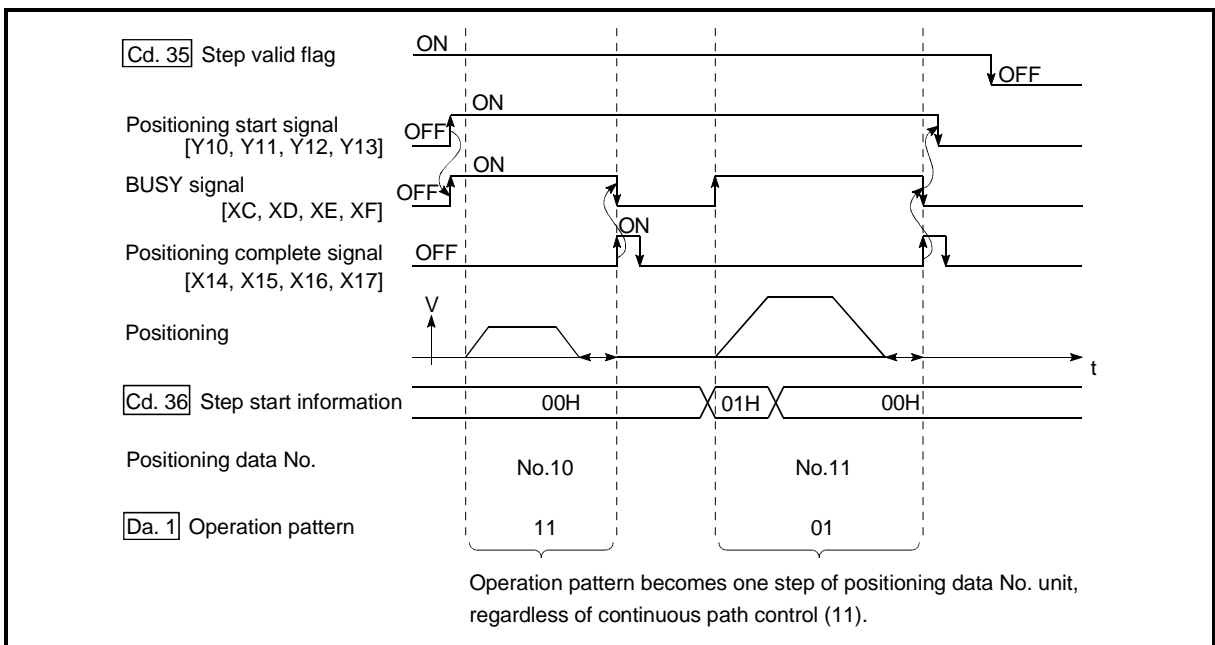 ON
Cd. 35 Step valid flag
OFF
ON
Positioning start signal
OFF
[Y10, Y11, Y12, Y13]
ON
BUSY signal
OFF
[XC, XD, XE, XF]
ON
Positioning complete signal
OFF
[X14, X15, X16, X17]
V
Positioning
t
Cd. 36 Step start information 00H 01H 00H
Positioning data No. No.10 No.11
Da. 1 Operation pattern 11 01
Operation pattern becomes one step of positioning data No. unit,
regardless of continuous path control (11).